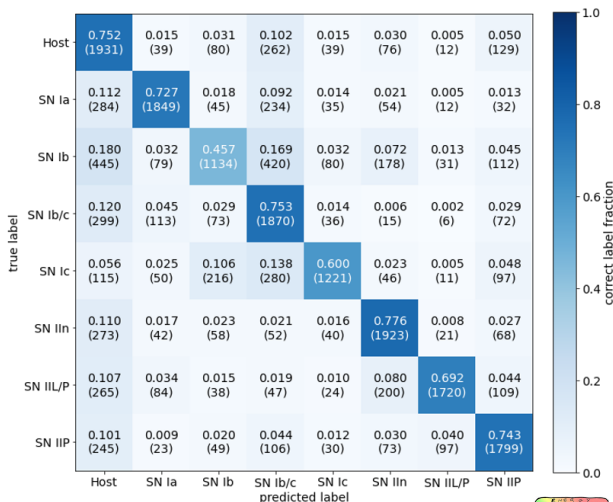 Host 0.752 0.015 0.031 0.102 0.015 0.030 0.005 0.050
(1931) (39) (80) (262) (39) (76) (12) (129)
SN Ia 0.112 0.727 0.018 0.092 0.014 0.021 0.005 0.013
(284) (1849) (45) (234) (35) (54) (12) (32)
SN Ib 0.180 0.032 0.457 0.169 0.032 0.072 0.013 0.045
(445) (79) (1134) (420) (80) (178) (31) (112)
SN Ib/c 0.120 0.045 0.029 0.753 0.014 0.006 0.002 0.029
(299) (113) (73) (1870) (36) (15) (6) (72)
SN Ic 0.056 0.025 0.106 0.138 0.600 0.023 0.005 0.048
(115) (50) (216) (280) (1221) (46) (11) (97)
SN IIn 0.110 0.017 0.023 0.021 0.016 0.776 0.008 0.027
(273) (42) (58) (52) (40) (1923) (21) (68)
SN IIL/P 0.107 0.034 0.015 0.019 0.010 0.080 0.692 0.044
(265) (84) (38) (47) (24) (200) (1720) (109)
SN IIP 0.101 0.009 0.020 0.044 0.012 0.030 0.040 0.743
(245) (23) (49) (106) (30) (73) (97) (1799)
Host SN Ia SN Ib SN Ib/c SN Ic SN IIn SN IIL/P SN IIP
predicted label
true label
1.0
0.8
0.6
0.4
0.2
0.0
correct label fraction